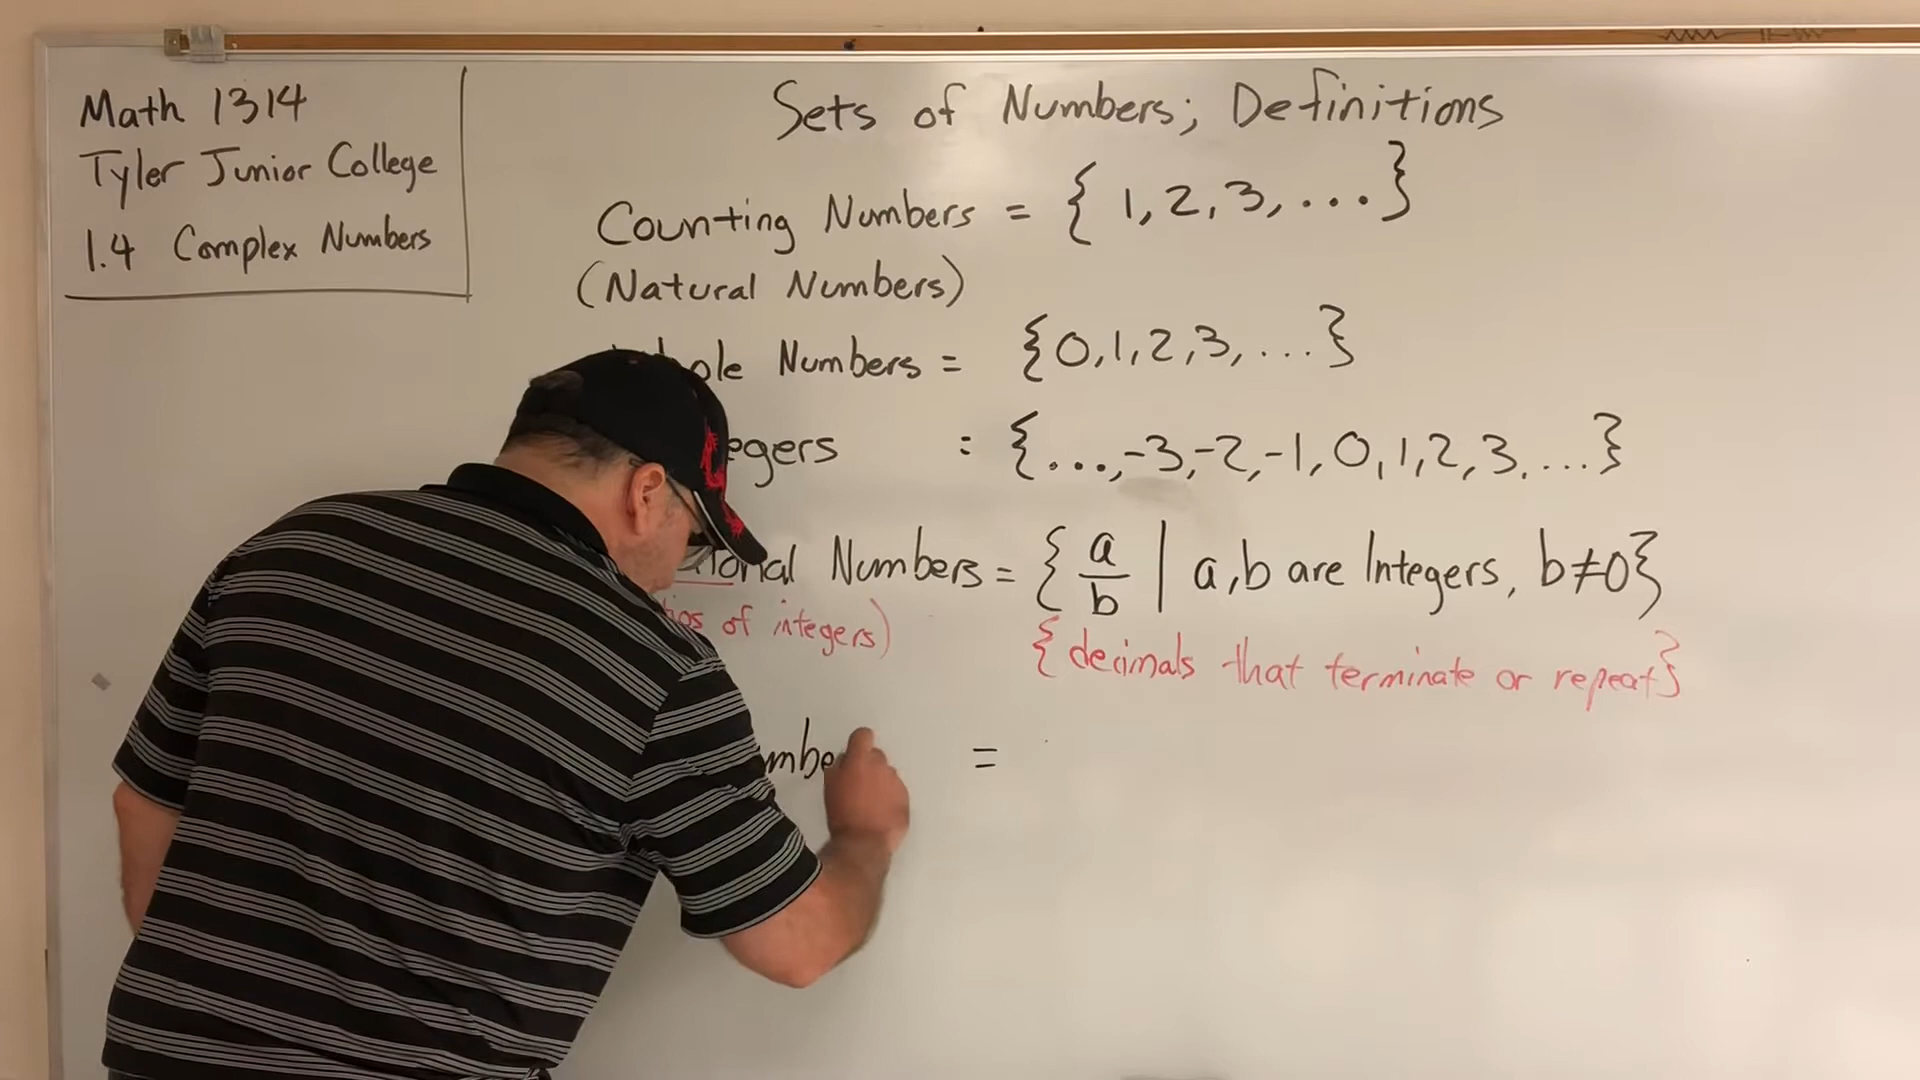 Math 1314
Tyler Junior College
1.4 Complex Numbers
Sets of Numbers; Definitions
Counting Numbers = { 1, 2, 3, ... }
(Natural Numbers)
Numbers = {0, 1, 2, 3, ...}
= {..., -3, -2, -1, 0, 1, 2, 3, ...}
Numbers = { a/b | a, b are Integers, b≠0}
of integers) { decimals that terminate or repeat}
=